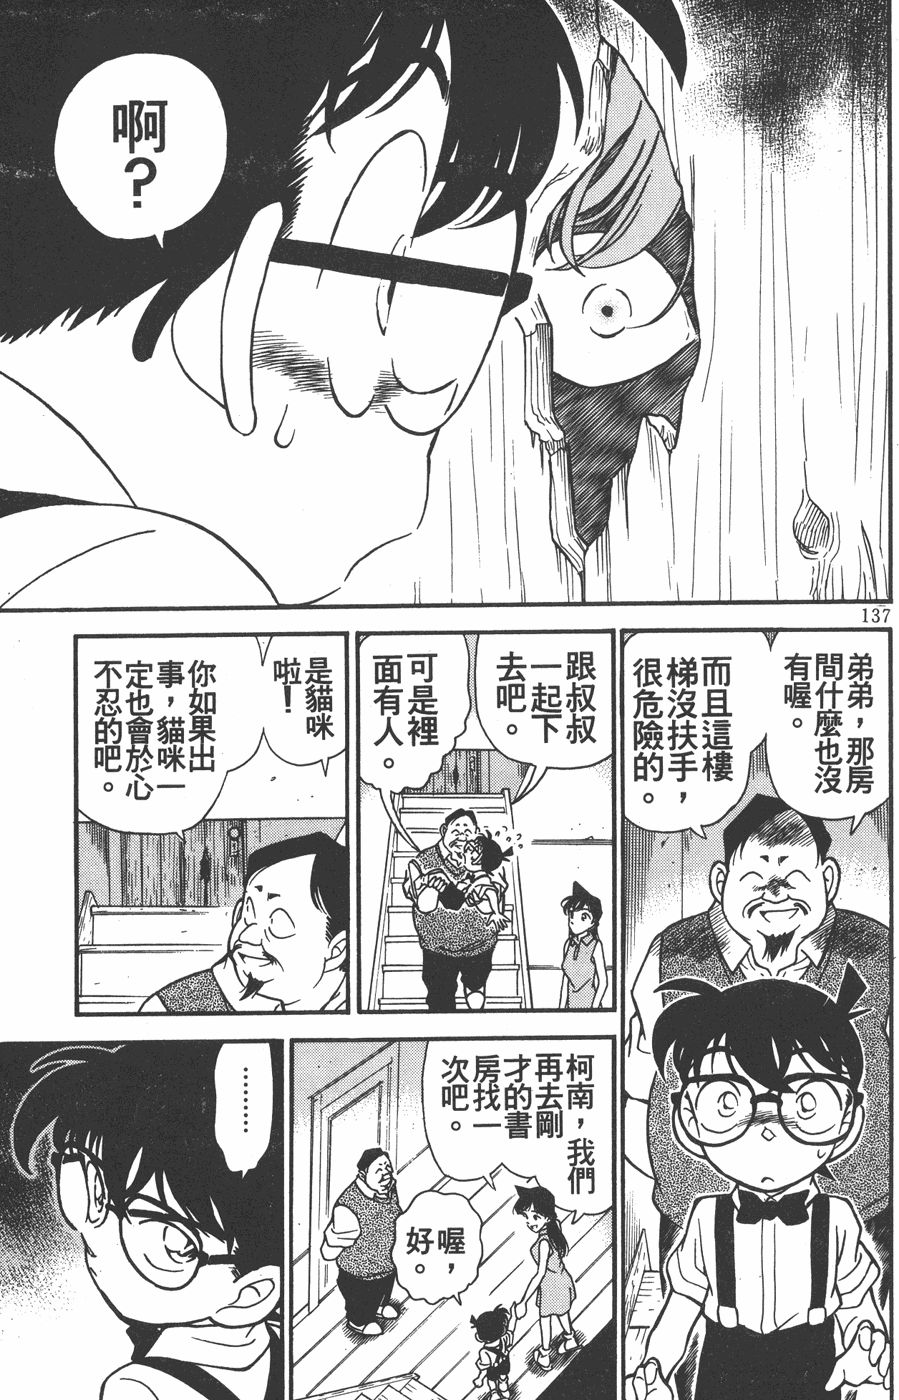 啊
？
137
弟弟，那房
間什麼也沒
有喔。
而且這樓
梯沒扶手，
很危險的。
跟叔叔
一起下
去吧。
可是裡
面有人。
是貓咪
啦！
你如果出
事，貓咪一
定也會於心
不忍的吧。
柯南，我們
再去剛
才的書
房找一
次吧。
喔，
好。
………